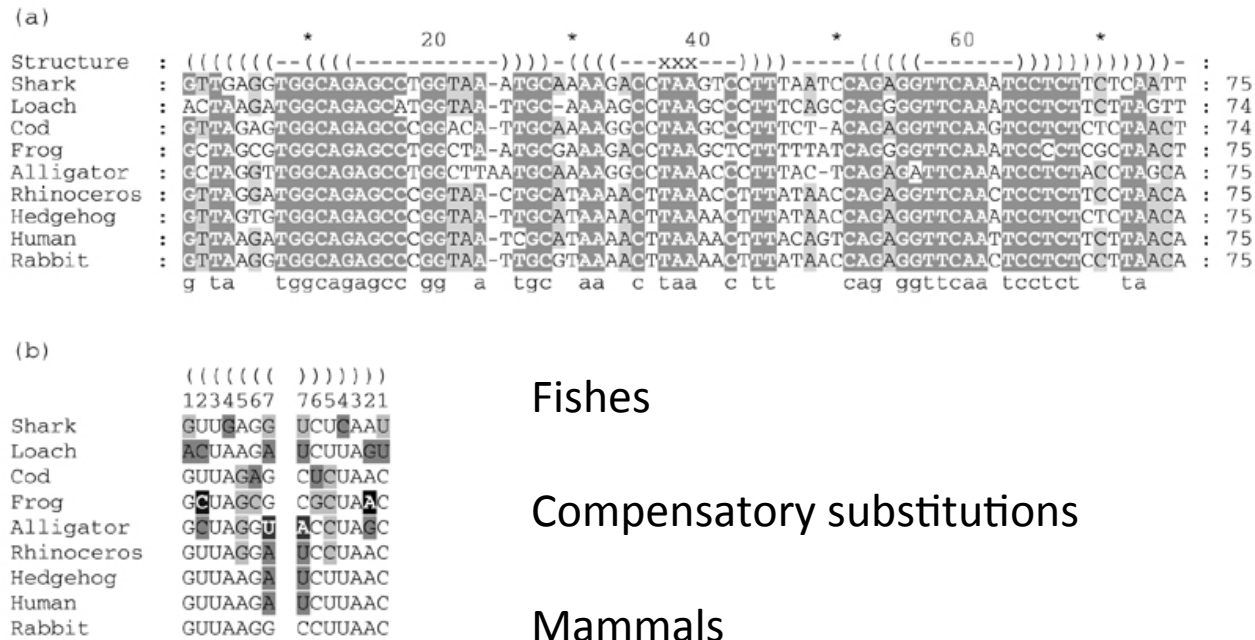 (a)
* 20 * 40 * 60 *
Structure : (((((((--((((-----------))))-((((---xxx----))))-----(((((-------))))))))))))- :
Shark : GTTGAGGTGGCAGAGCCTGGTAA-ATGCAAAAGACCTAAGTCCTTTAATCCAGAGGTTCAAATCCTCTTCTCAATT : 75
Loach : ACTAAGATGGCAGAGCATGGTAA-TTGC-AAAAGCCTAAGCCCTTTCAGCCAGGGGTTCAAATCCTCTTCTTAGTT : 74
Cod : GTTAGAGTGGCAGAGCCCGGACA-TTGCAAAAGGCCTAAGCCCTTTCT-ACAGAGGTTCAAGTCCTCTCTCTAACT : 74
Frog : GCTAGCGTGGCAGAGCCTGGCTA-ATGCGAAAGACCTAAGCTCTTTTTATCAGGGGTTCAAATCCCCTCGCTAACT : 75
Alligator : GCTAGGTTGGCAGAGCCTGGCTTAATGCAAAAGGCCTAAACCCTTTAC-TCAGAGATTCAAATCCTCTACCTAGCA : 75
Rhinoceros : GTTAGGATGGCAGAGCCCGGTAA-CTGCATAAAACTTAAACCTTTATAACCAGAGGTTCAACTCCTCTTCCTAACA : 75
Hedgehog : GTTAGTGTGGCAGAGCCCGGTAA-TTGCATAAAACTTAAAACTTTATAACCAGAGGTTCAAATCCTCTCTCTAACA : 75
Human : GTTAAGATGGCAGAGCCCGGTAA-TCGCATAAAACTTAAAACTTTACAGTCAGAGGTTCAATTCCTCTTCTTAACA : 75
Rabbit : GTTAAGGTGGCAGAGCCCGGTAA-TTGCGTAAAACTTAAAACTTTATAACCAGAGGTTCAACTCCTCTCCTTAACA : 75
g ta tggcagagcc gg a tgc aa c taa c tt cag ggttcaa tcctct ta
(b)
((((((( )))))))
1234567 7654321
Shark GUUGAGG UCUCAAU
Loach ACUAAGA UCUUAGU
Cod GUUAGAG CUCUAAC
Frog GCUAGCG CGCUAAC
Alligator GCUAGGU ACCUAGC
Rhinoceros GUUAGGA UCCUAAC
Hedgehog GUUAAGA UCUUAAC
Human GUUAAGA UCUUAAC
Rabbit GUUAAGG CCUUAAC
Fishes
Compensatory substitutions
Mammals